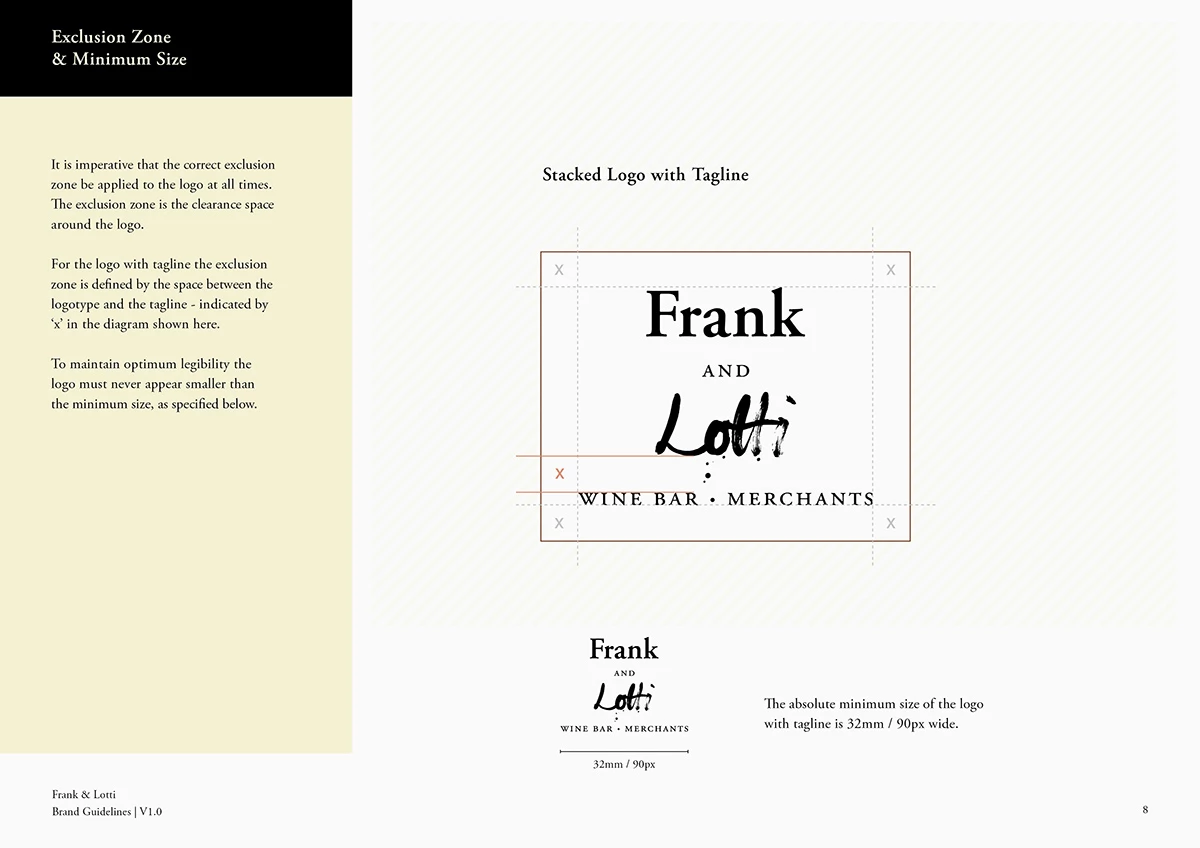 Exclusion Zone
& Minimum Size
It is imperative that the correct exclusion
zone be applied to the logo at all times.
The exclusion zone is the clearance space
around the logo.
For the logo with tagline the exclusion
zone is defined by the space between the
logotype and the tagline - indicated by
‘x’ in the diagram shown here.
To maintain optimum legibility the
logo must never appear smaller than
the minimum size, as specified below.
Stacked Logo with Tagline
X X
Frank
AND
Lotti
X
WINE BAR • MERCHANTS
X X
Frank
AND
Lotti
WINE BAR • MERCHANTS
32mm / 90px
The absolute minimum size of the logo
with tagline is 32mm / 90px wide.
Frank & Lotti
Brand Guidelines | V1.0
8